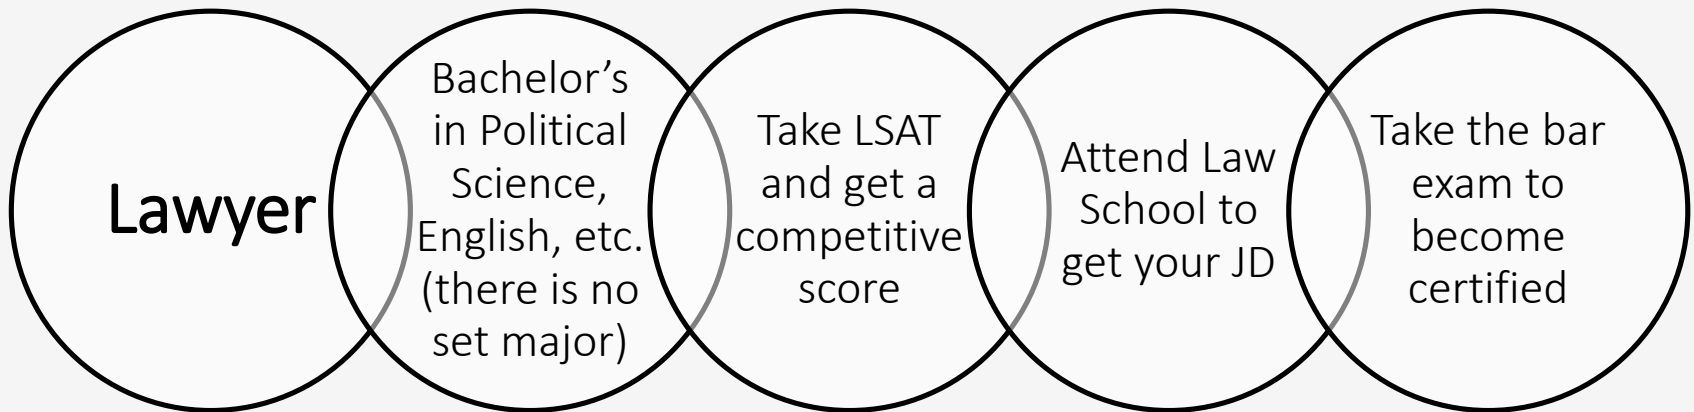 Lawyer
Bachelor’s
in Political
Science,
English, etc.
(there is no
set major)
Take LSAT
and get a
competitive
score
Attend Law
School to
get your JD
Take the bar
exam to
become
certified